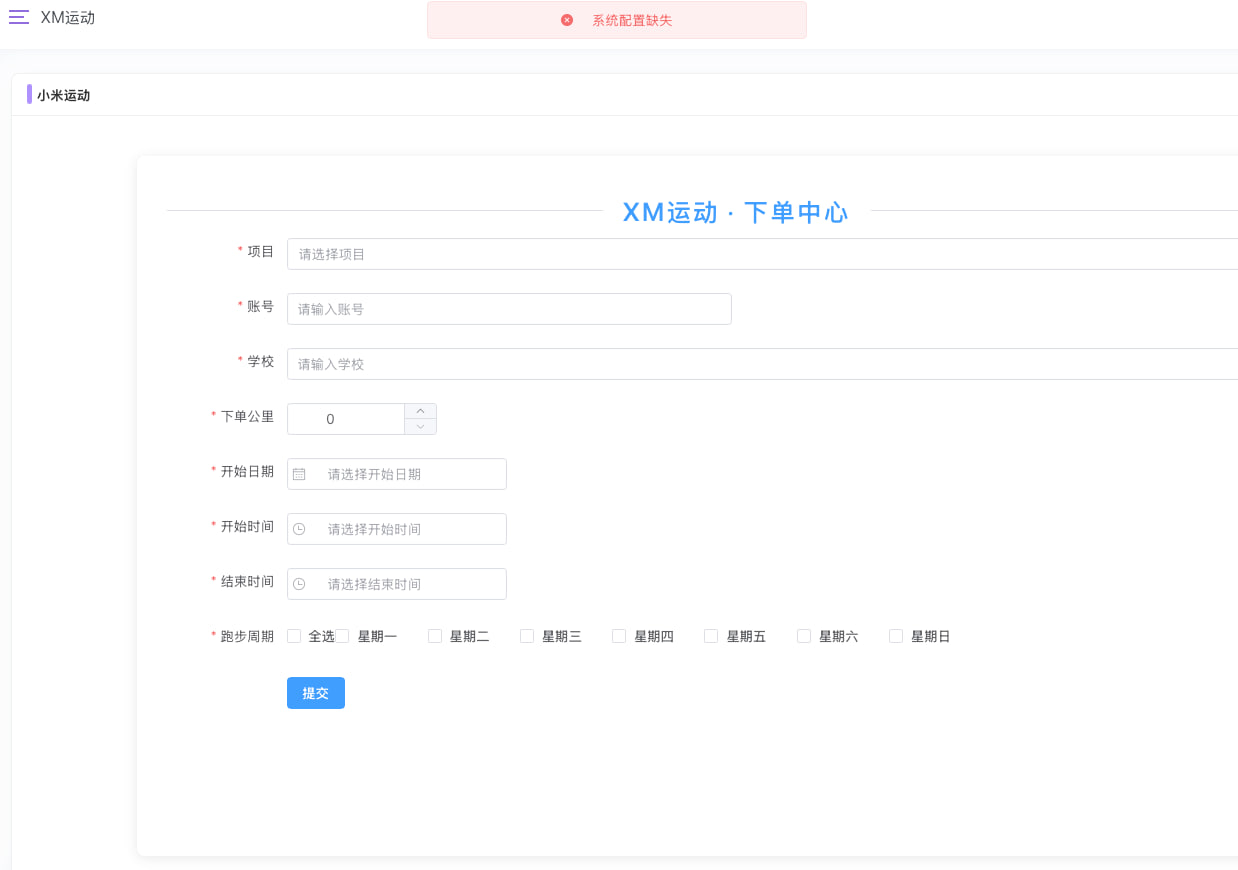 XM运动
系统配置缺失
小米运动
XM运动 · 下单中心
* 项目 请选择项目
* 账号 请输入账号
* 学校 请输入学校
* 下单公里 0
* 开始日期 请选择开始日期
* 开始时间 请选择开始时间
* 结束时间 请选择结束时间
* 跑步周期 全选 星期一 星期二 星期三 星期四 星期五 星期六 星期日
提交